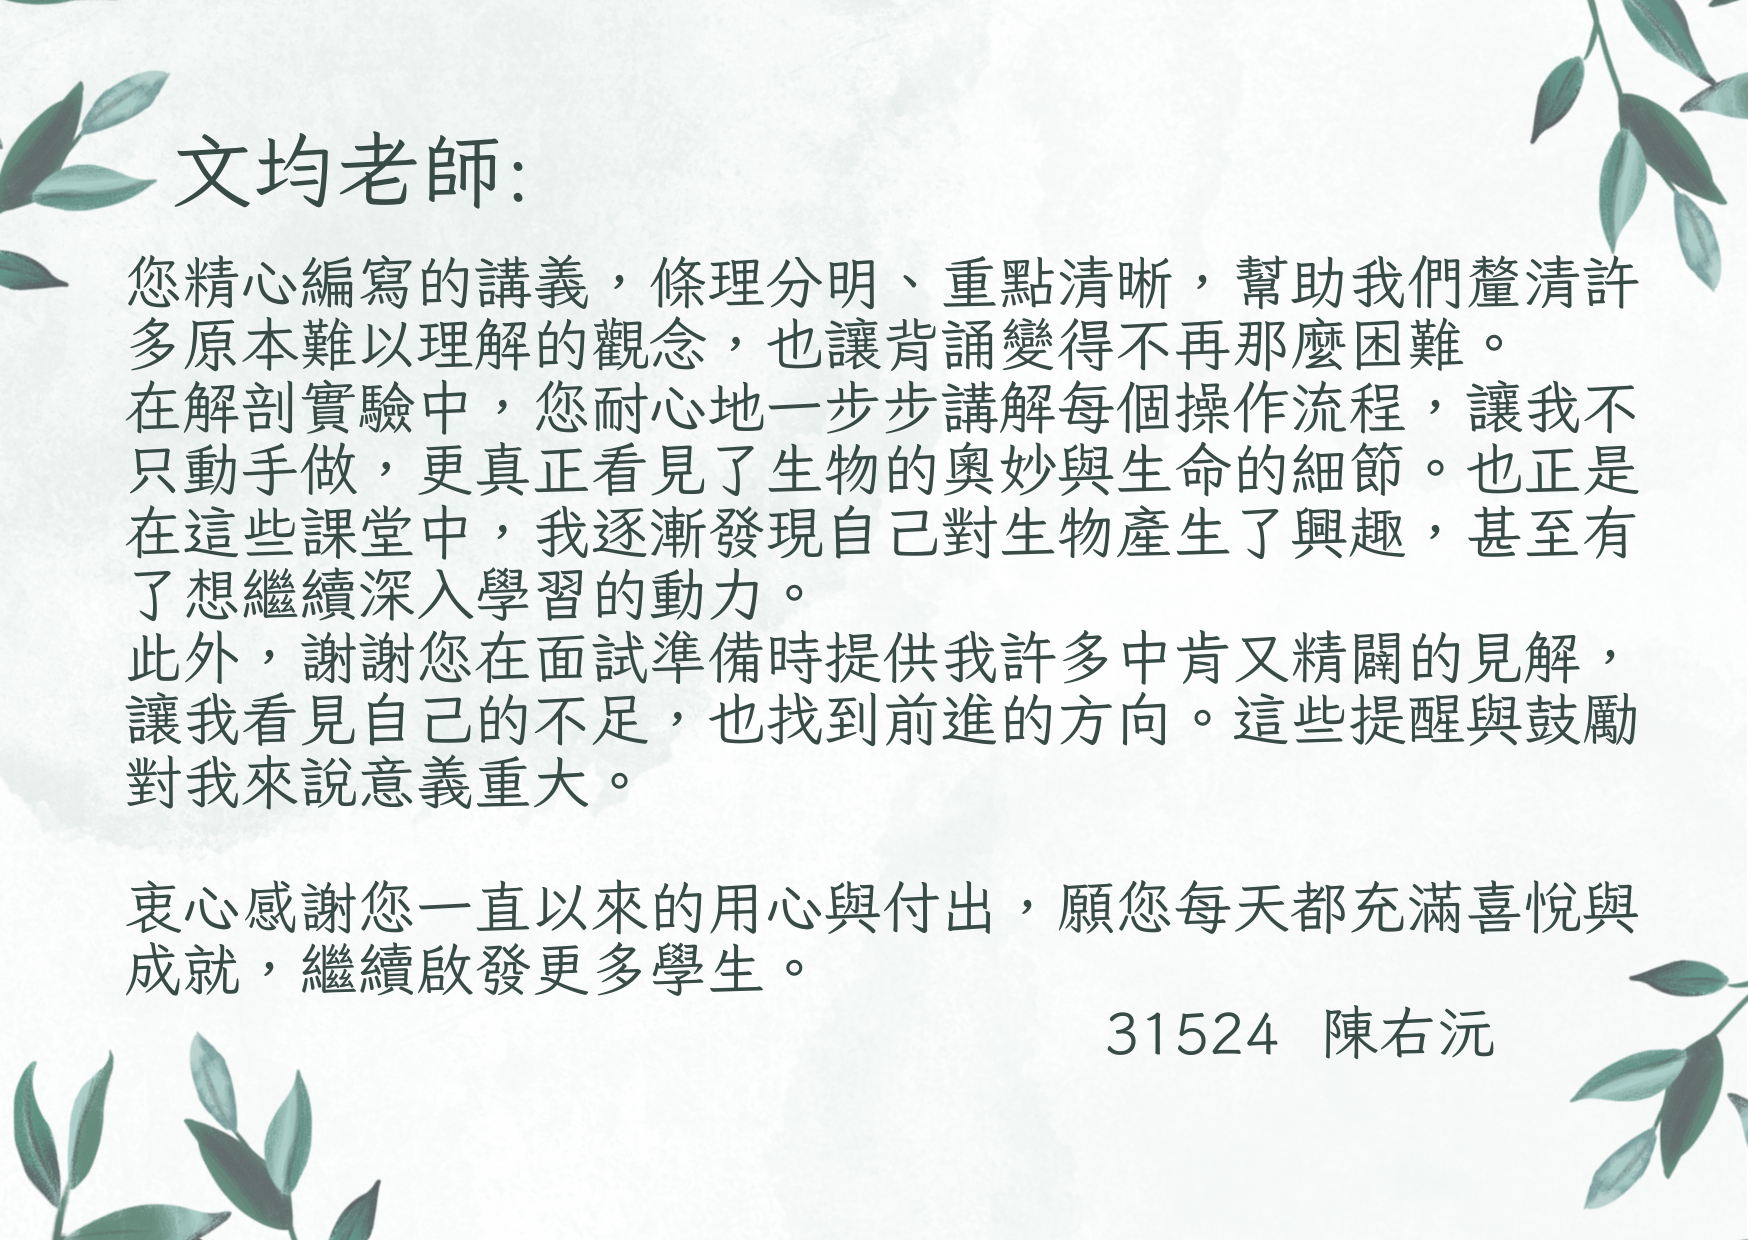 文均老師:
您精心編寫的講義，條理分明、重點清晰，幫助我們釐清許
多原本難以理解的觀念，也讓背誦變得不再那麼困難。
在解剖實驗中，您耐心地一步步講解每個操作流程，讓我不
只動手做，更真正看見了生物的奧妙與生命的細節。也正是
在這些課堂中，我逐漸發現自己對生物產生了興趣，甚至有
了想繼續深入學習的動力。
此外，謝謝您在面試準備時提供我許多中肯又精闢的見解，
讓我看見自己的不足，也找到前進的方向。這些提醒與鼓勵
對我來說意義重大。
衷心感謝您一直以來的用心與付出，願您每天都充滿喜悅與
成就，繼續啟發更多學生。
31524 陳右沅